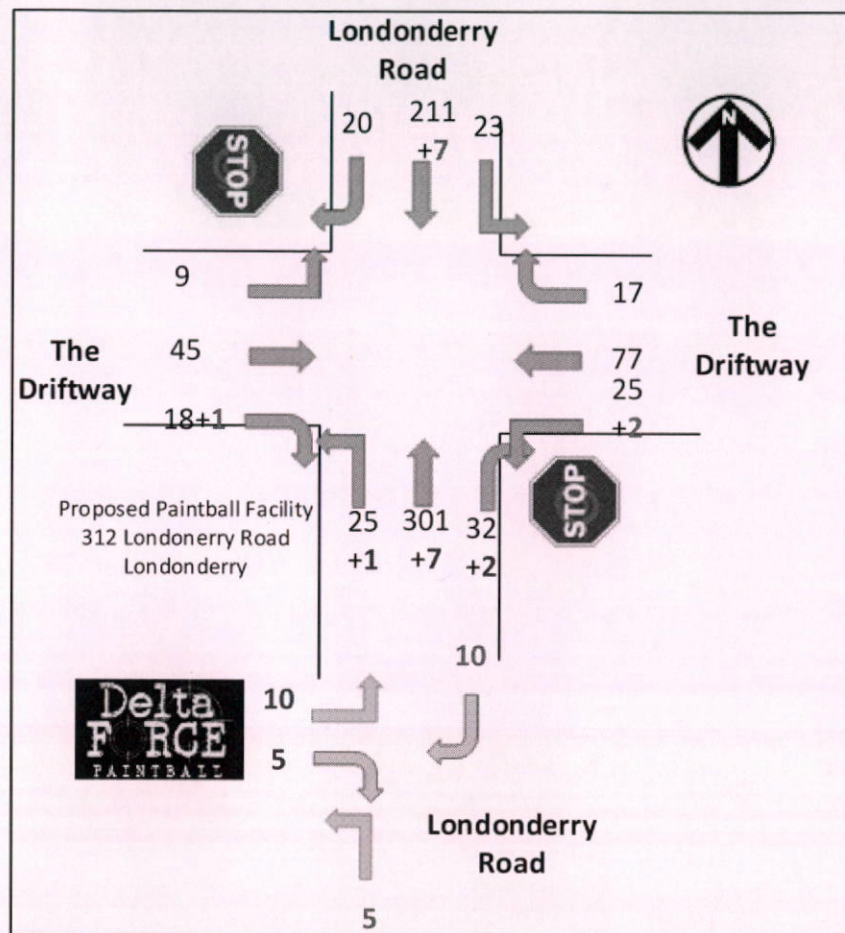 Londonderry
Road
20
211
+7
23
N
STOP
9
17
The
Driftway
45
The
Driftway
77
25
+2
18+1
STOP
Proposed Paintball Facility
312 Londonerry Road
Londonderry
25
+1
301
+7
32
+2
10
Delta
FORCE
PAINTBALL
10
5
Londonderry
Road
5